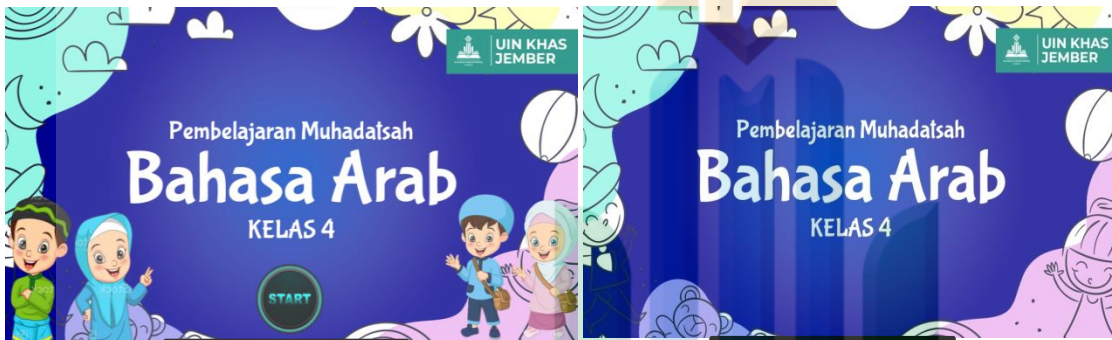 UIN KHAS
JEMBER
Pembelajaran Muhadatsah
Bahasa Arab
KELAS 4
START
UIN KHAS
JEMBER
Pembelajaran Muhadatsah
Bahasa Arab
KELAS 4